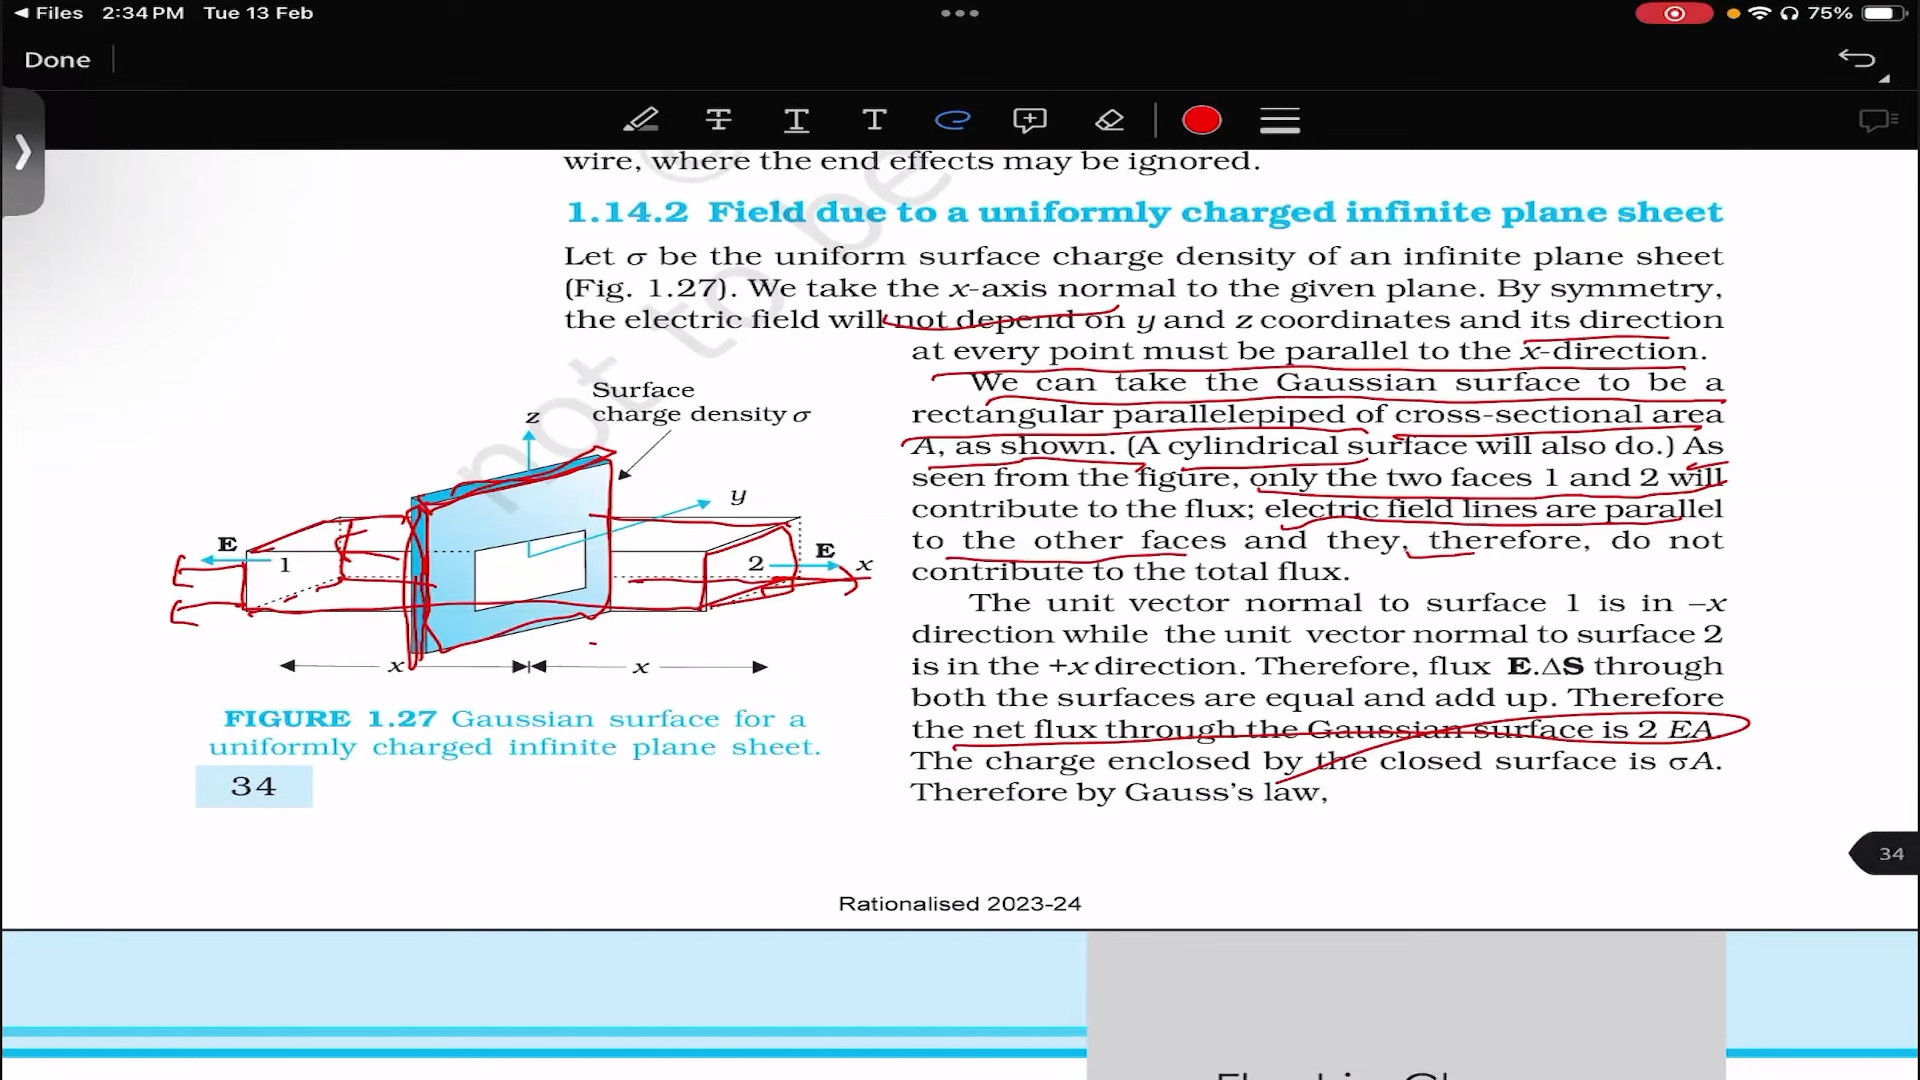 Files 2:34 PM Tue 13 Feb
75%
Done
wire, where the end effects may be ignored.
1.14.2 Field due to a uniformly charged infinite plane sheet
Let σ be the uniform surface charge density of an infinite plane sheet
(Fig. 1.27). We take the x-axis normal to the given plane. By symmetry,
the electric field will not depend on y and z coordinates and its direction
at every point must be parallel to the x-direction.
We can take the Gaussian surface to be a
rectangular parallelepiped of cross-sectional area
A, as shown. (A cylindrical surface will also do.) As
seen from the figure, only the two faces 1 and 2 will
contribute to the flux; electric field lines are parallel
to the other faces and they, therefore, do not
contribute to the total flux.
The unit vector normal to surface 1 is in –x
direction while the unit vector normal to surface 2
is in the +x direction. Therefore, flux E.ΔS through
both the surfaces are equal and add up. Therefore
the net flux through the Gaussian surface is 2 EA
The charge enclosed by the closed surface is σA.
Therefore by Gauss's law,
Surface
charge density σ
z
y
E
1
2
E
x
x
x
FIGURE 1.27 Gaussian surface for a
uniformly charged infinite plane sheet.
34
34
Rationalised 2023-24
not to be